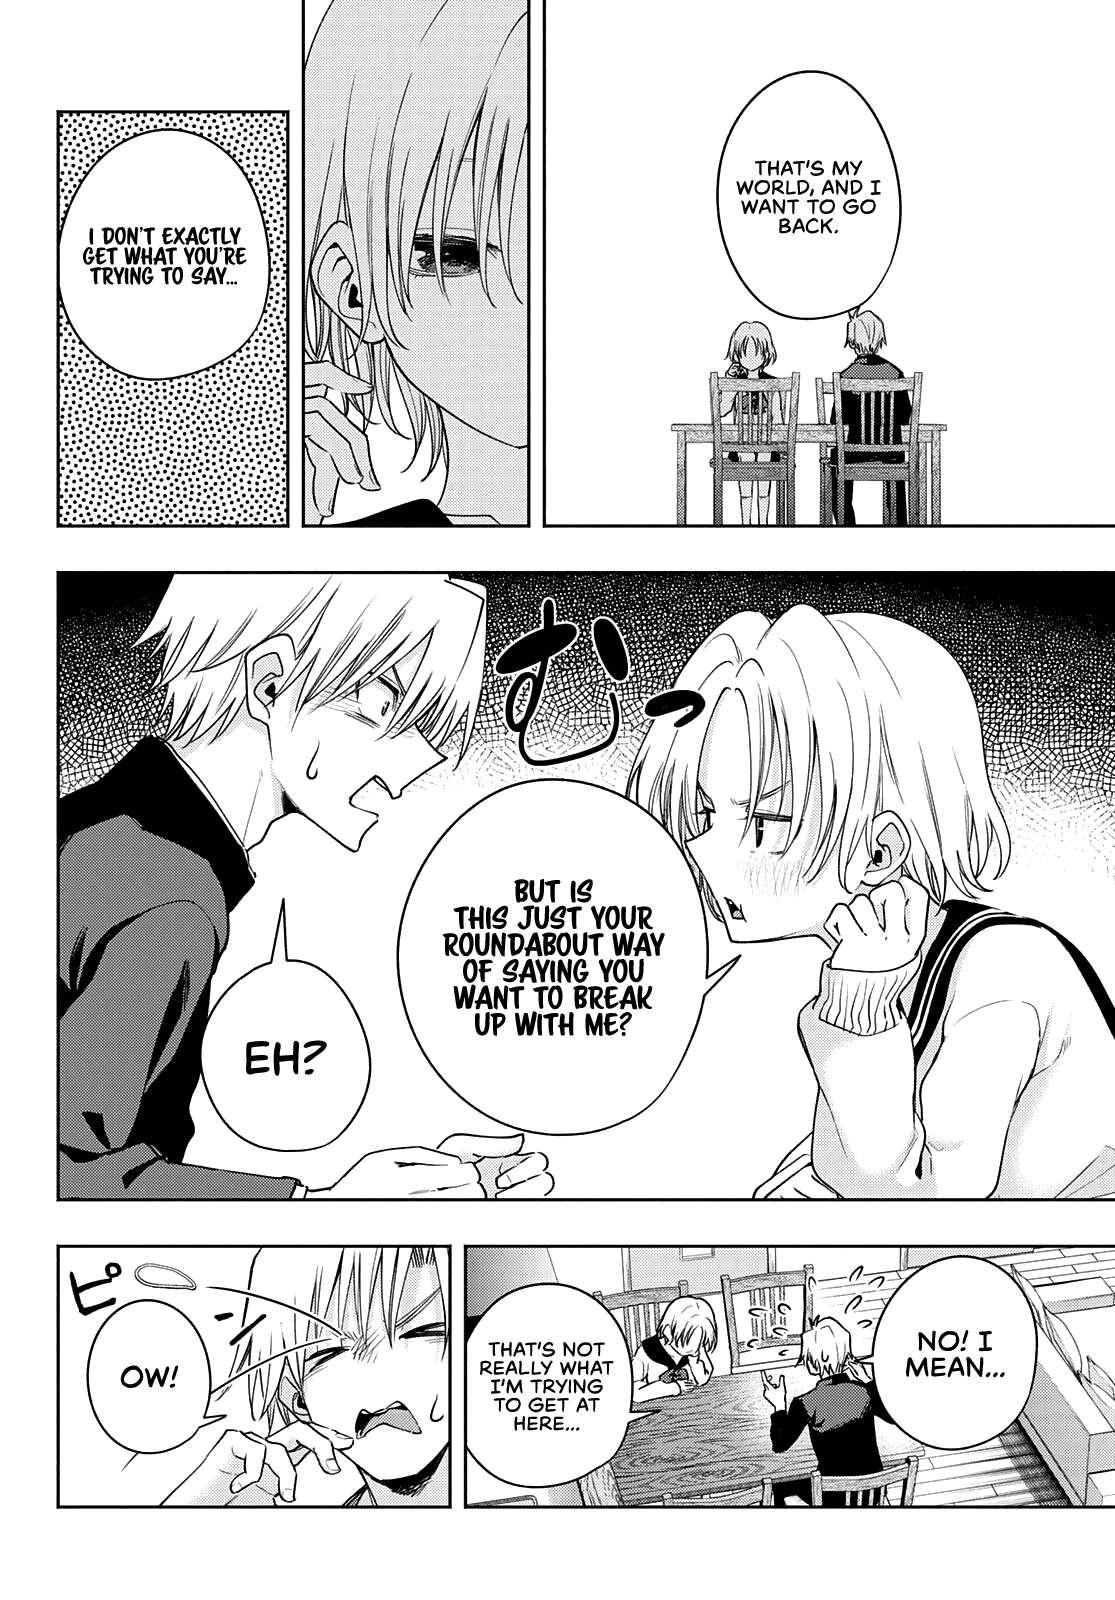 THAT'S MY
WORLD, AND I
WANT TO GO
BACK.
I DON'T EXACTLY
GET WHAT YOU'RE
TRYING TO SAY...
むっ
BUT IS
THIS JUST YOUR
ROUNDABOUT WAY
OF SAYING YOU
WANT TO BREAK
UP WITH ME?
EH?
NO! I
MEAN...
THAT'S NOT
REALLY WHAT
I'M TRYING
TO GET AT
HERE...
ピン
OW!